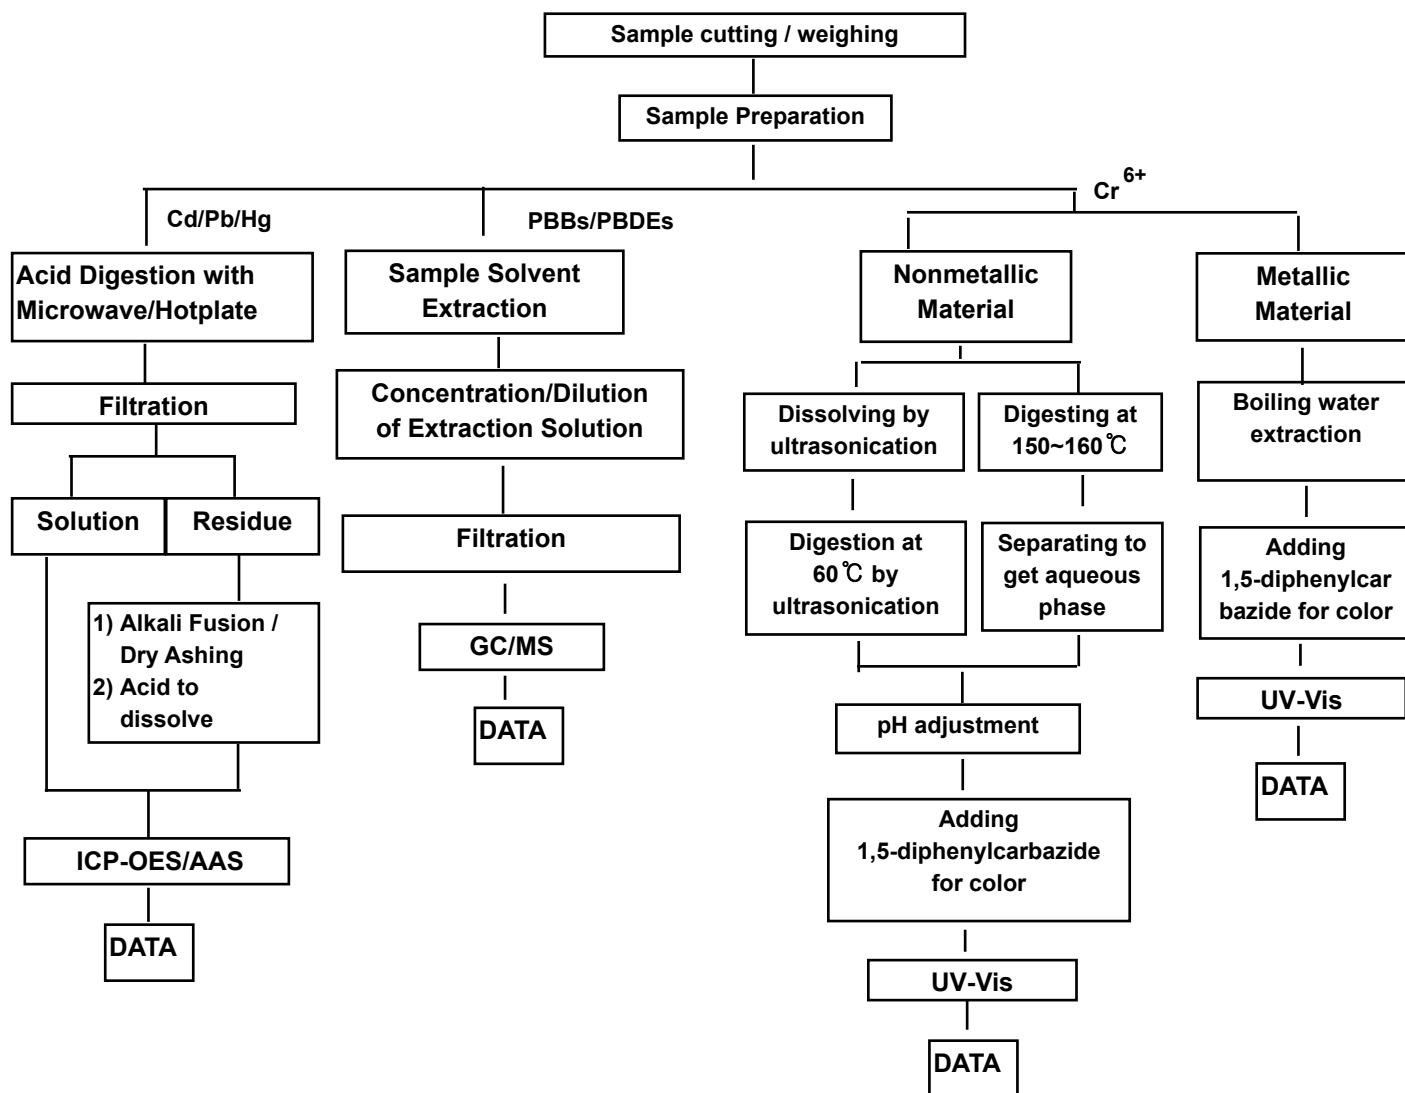 Sample cutting / weighing
Sample Preparation
Cd/Pb/Hg
PBBs/PBDEs
Cr 6+
Acid Digestion with
Microwave/Hotplate
Filtration
Solution
Residue
1) Alkali Fusion /
Dry Ashing
2) Acid to
dissolve
ICP-OES/AAS
DATA
Sample Solvent
Extraction
Concentration/Dilution
of Extraction Solution
Filtration
GC/MS
DATA
Nonmetallic
Material
Dissolving by
ultrasonication
Digestion at
60℃ by
ultrasonication
Digesting at
150~160℃
Separating to
get aqueous
phase
pH adjustment
Adding
1,5-diphenylcarbazide
for color
UV-Vis
DATA
Metallic
Material
Boiling water
extraction
Adding
1,5-diphenylcar
bazide for color
UV-Vis
DATA